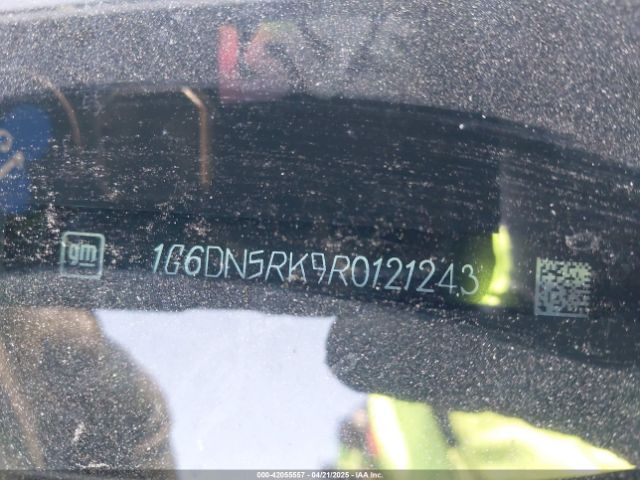 gm 1G6DN5RK9R0121243
000-42055557 - 04/21/2025 - IAA Inc.